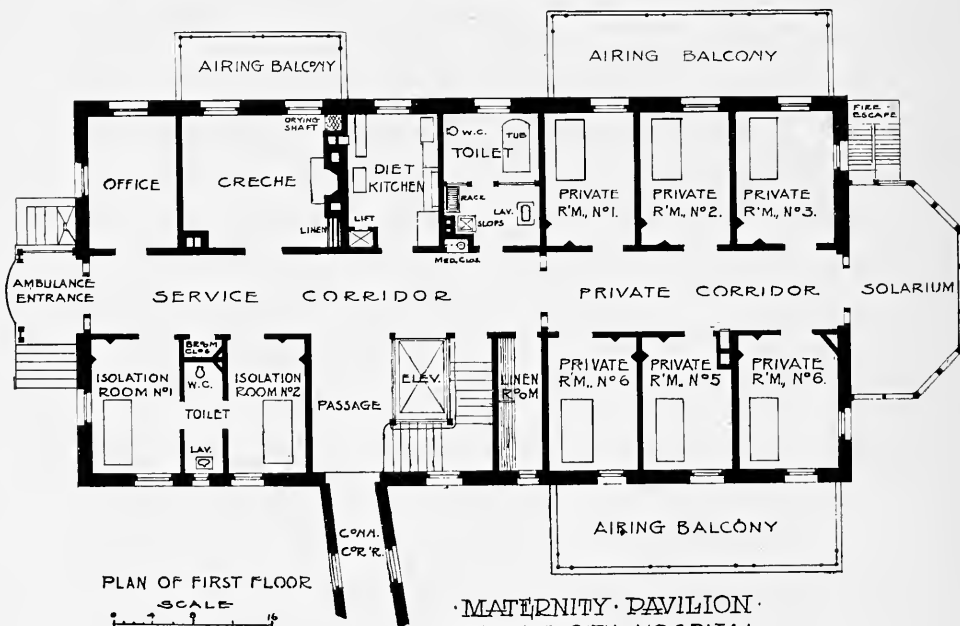 AIRING BALCONY
AIRING BALCONY
DRYING
SHAFT
W.C.
TUB
TOILET
FIRE-
ESCAPE
OFFICE
CRECHE
DIET
KITCHEN
RACK
LAV.
SLOPS
LIFT
LINEN
MED. CLOS.
PRIVATE
R'M., Nº1.
PRIVATE
R'M., Nº2.
PRIVATE
R'M., Nº3.
AMBULANCE
ENTRANCE
SERVICE CORRIDOR
PRIVATE CORRIDOR
SOLARIUM
BROOM
CLOS
ISOLATION
ROOM Nº1
W.C.
TOILET
LAV.
ISOLATION
ROOM Nº2
PASSAGE
ELEV.
LINEN
ROOM
PRIVATE
R'M., Nº6
PRIVATE
R'M., Nº5
PRIVATE
R'M., Nº6.
CONN.
COR'R.
AIRING BALCONY
PLAN OF FIRST FLOOR
SCALE
0 4 8 16
·MATERNITY·PAVILION·